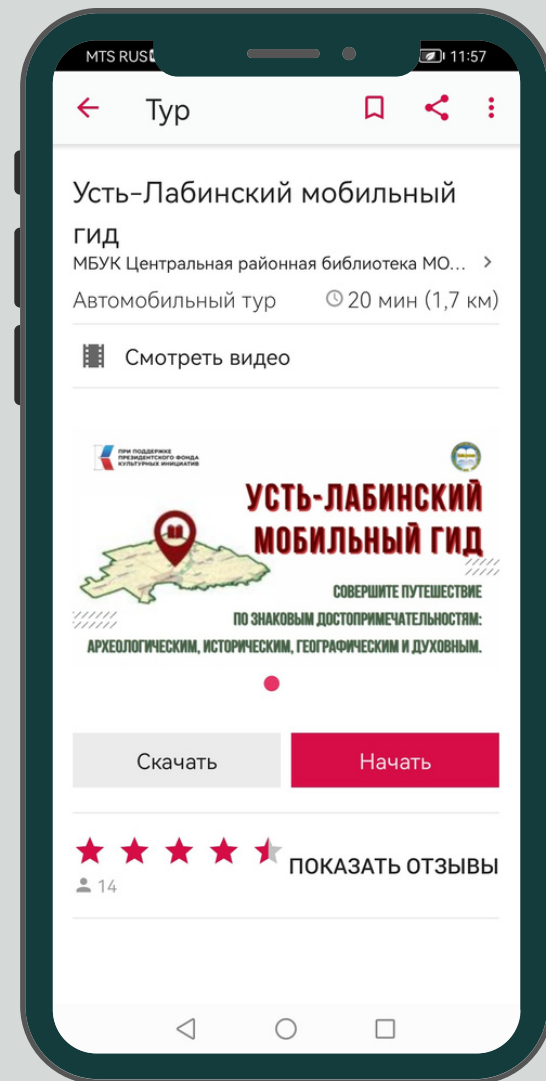 MTS RUS
11:57
Тур
Усть-Лабинский мобильный
гид
МБУК Центральная районная библиотека МО...
Автомобильный тур 20 мин (1,7 км)
Смотреть видео
ПРИ ПОДДЕРЖКЕ
ПРЕЗИДЕНТСКОГО ФОНДА
КУЛЬТУРНЫХ ИНИЦИАТИВ
УСТЬ-ЛАБИНСКИЙ
МОБИЛЬНЫЙ ГИД
СОВЕРШИТЕ ПУТЕШЕСТВИЕ
ПО ЗНАКОВЫМ ДОСТОПРИМЕЧАТЕЛЬНОСТЯМ:
АРХЕОЛОГИЧЕСКИМ, ИСТОРИЧЕСКИМ, ГЕОГРАФИЧЕСКИМ И ДУХОВНЫМ.
Скачать Начать
ПОКАЗАТЬ ОТЗЫВЫ
14